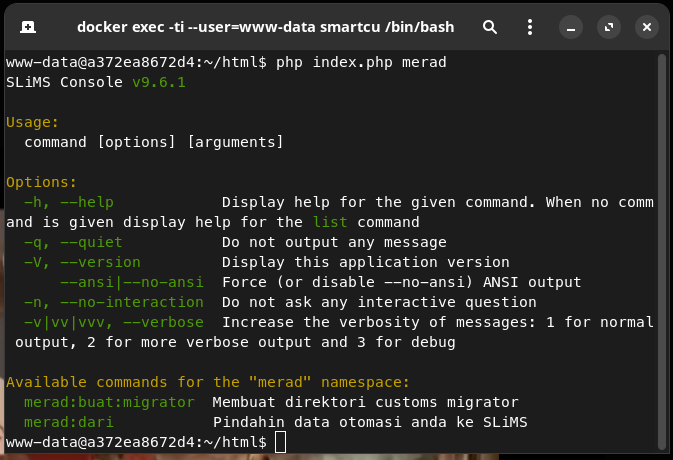 docker exec -ti --user=www-data smartcu /bin/bash
www-data@a372ea8672d4:~/html$ php index.php merad
SLiMS Console v9.6.1
Usage:
command [options] [arguments]
Options:
-h, --help Display help for the given command. When no comm
and is given display help for the list command
-q, --quiet Do not output any message
-V, --version Display this application version
--ansi|--no-ansi Force (or disable --no-ansi) ANSI output
-n, --no-interaction Do not ask any interactive question
-v|vv|vvv, --verbose Increase the verbosity of messages: 1 for normal
output, 2 for more verbose output and 3 for debug
Available commands for the "merad" namespace:
merad:buat:migrator Membuat direktori customs migrator
merad:dari Pindahin data otomasi anda ke SLiMS
www-data@a372ea8672d4:~/html$